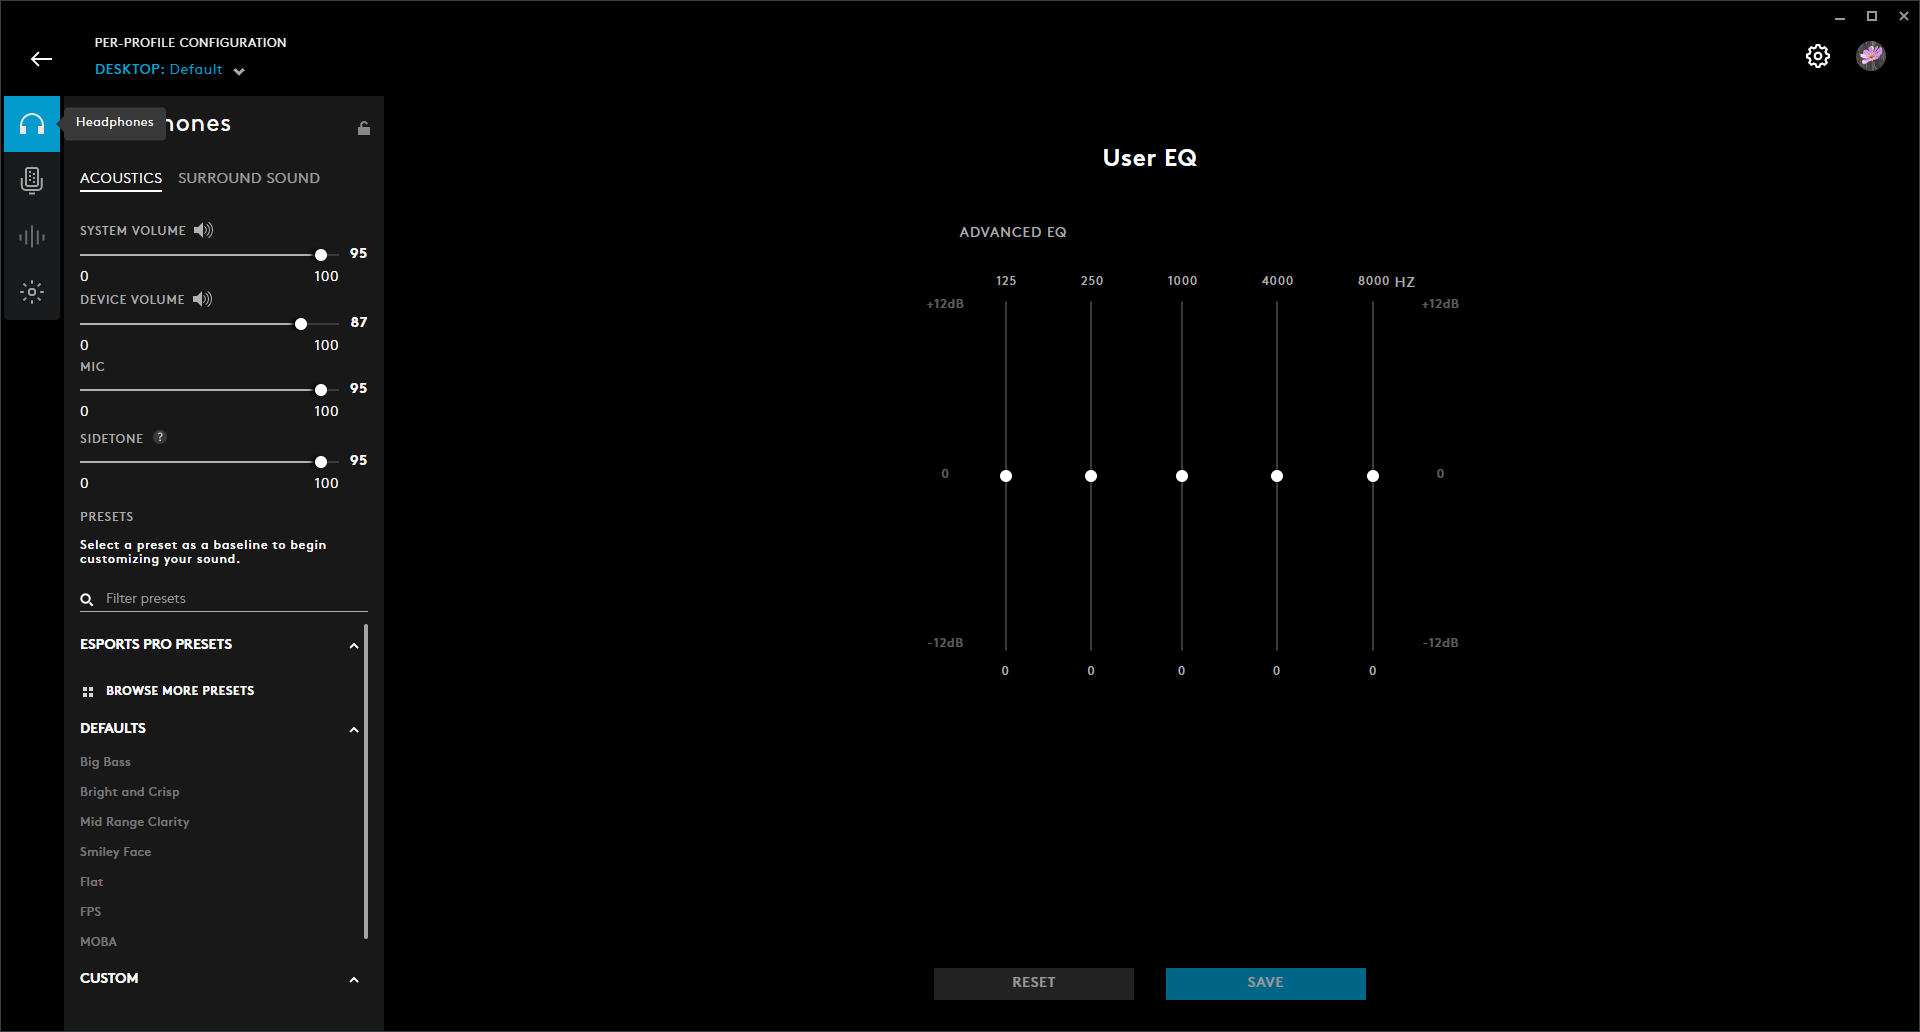 PER-PROFILE CONFIGURATION
DESKTOP: Default
Headphones
hones
ACOUSTICS SURROUND SOUND
SYSTEM VOLUME
95
0 100
DEVICE VOLUME
87
0 100
MIC
95
0 100
SIDETONE ?
95
0 100
PRESETS
Select a preset as a baseline to begin
customizing your sound.
Filter presets
ESPORTS PRO PRESETS
BROWSE MORE PRESETS
DEFAULTS
Big Bass
Bright and Crisp
Mid Range Clarity
Smiley Face
Flat
FPS
MOBA
CUSTOM
User EQ
ADVANCED EQ
125 250 1000 4000 8000 HZ
+12dB +12dB
0 0
-12dB -12dB
0 0 0 0 0
RESET SAVE